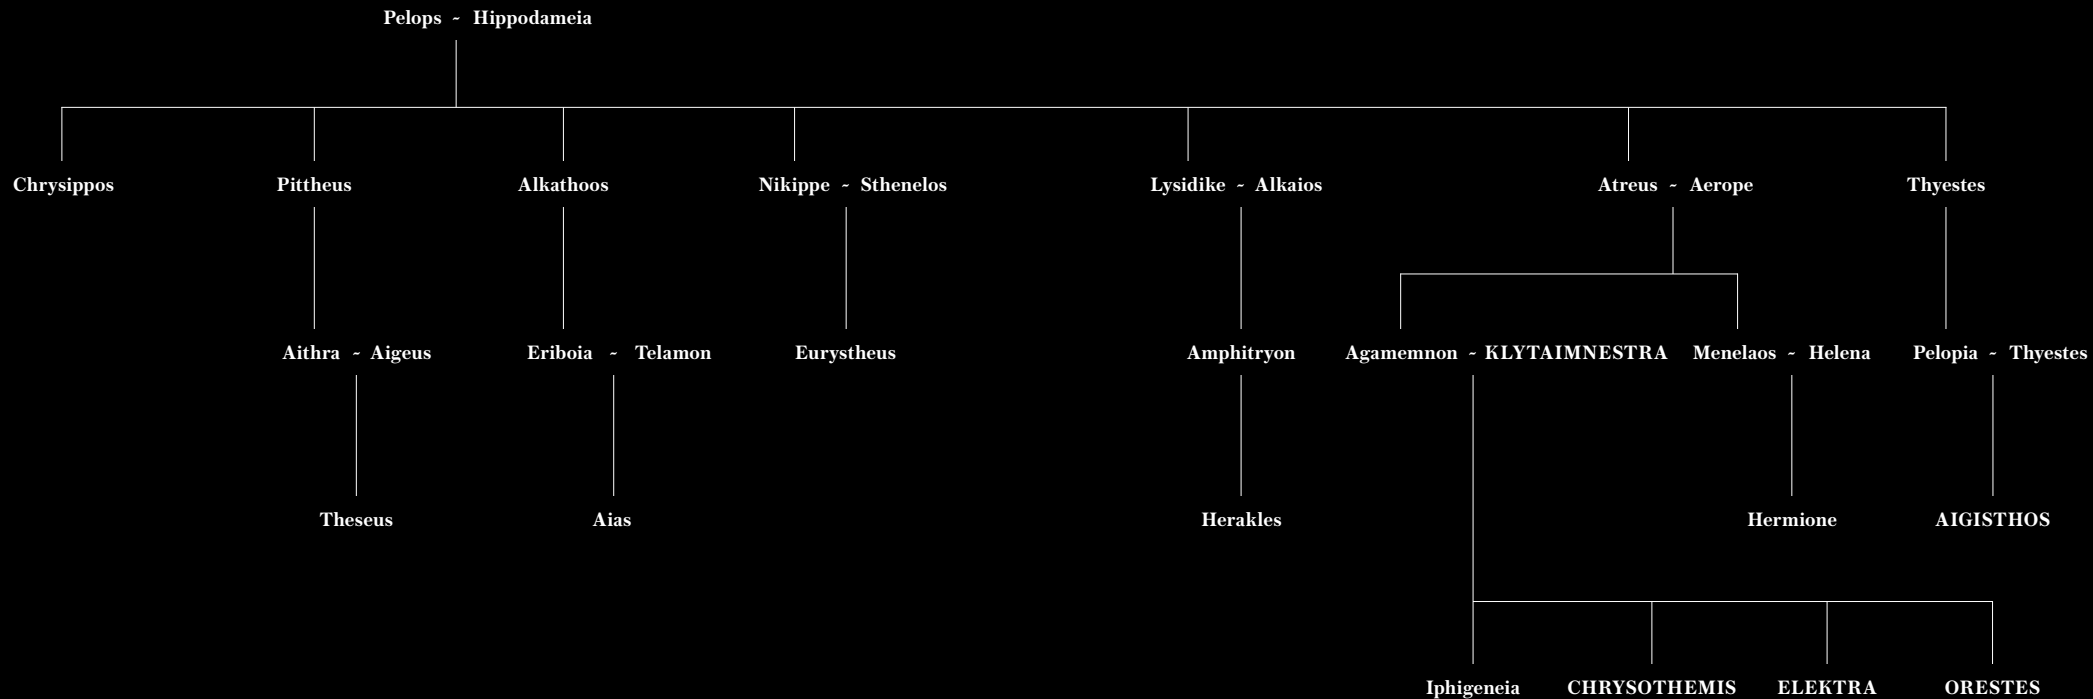 Pelops ~ Hippodameia
Chrysippos Pittheus Alkathoos Nikippe ~ Sthenelos Lysidike ~ Alkaios Atreus ~ Aerope Thyestes
Aithra ~ Aigeus Eriboia ~ Telamon Eurystheus Amphitryon Agamemnon ~ KLYTAIMNESTRA Menelaos ~ Helena Pelopia ~ Thyestes
Theseus Aias Herakles Hermione AIGISTHOS
Iphigeneia CHRYSOTHEMIS ELEKTRA ORESTES